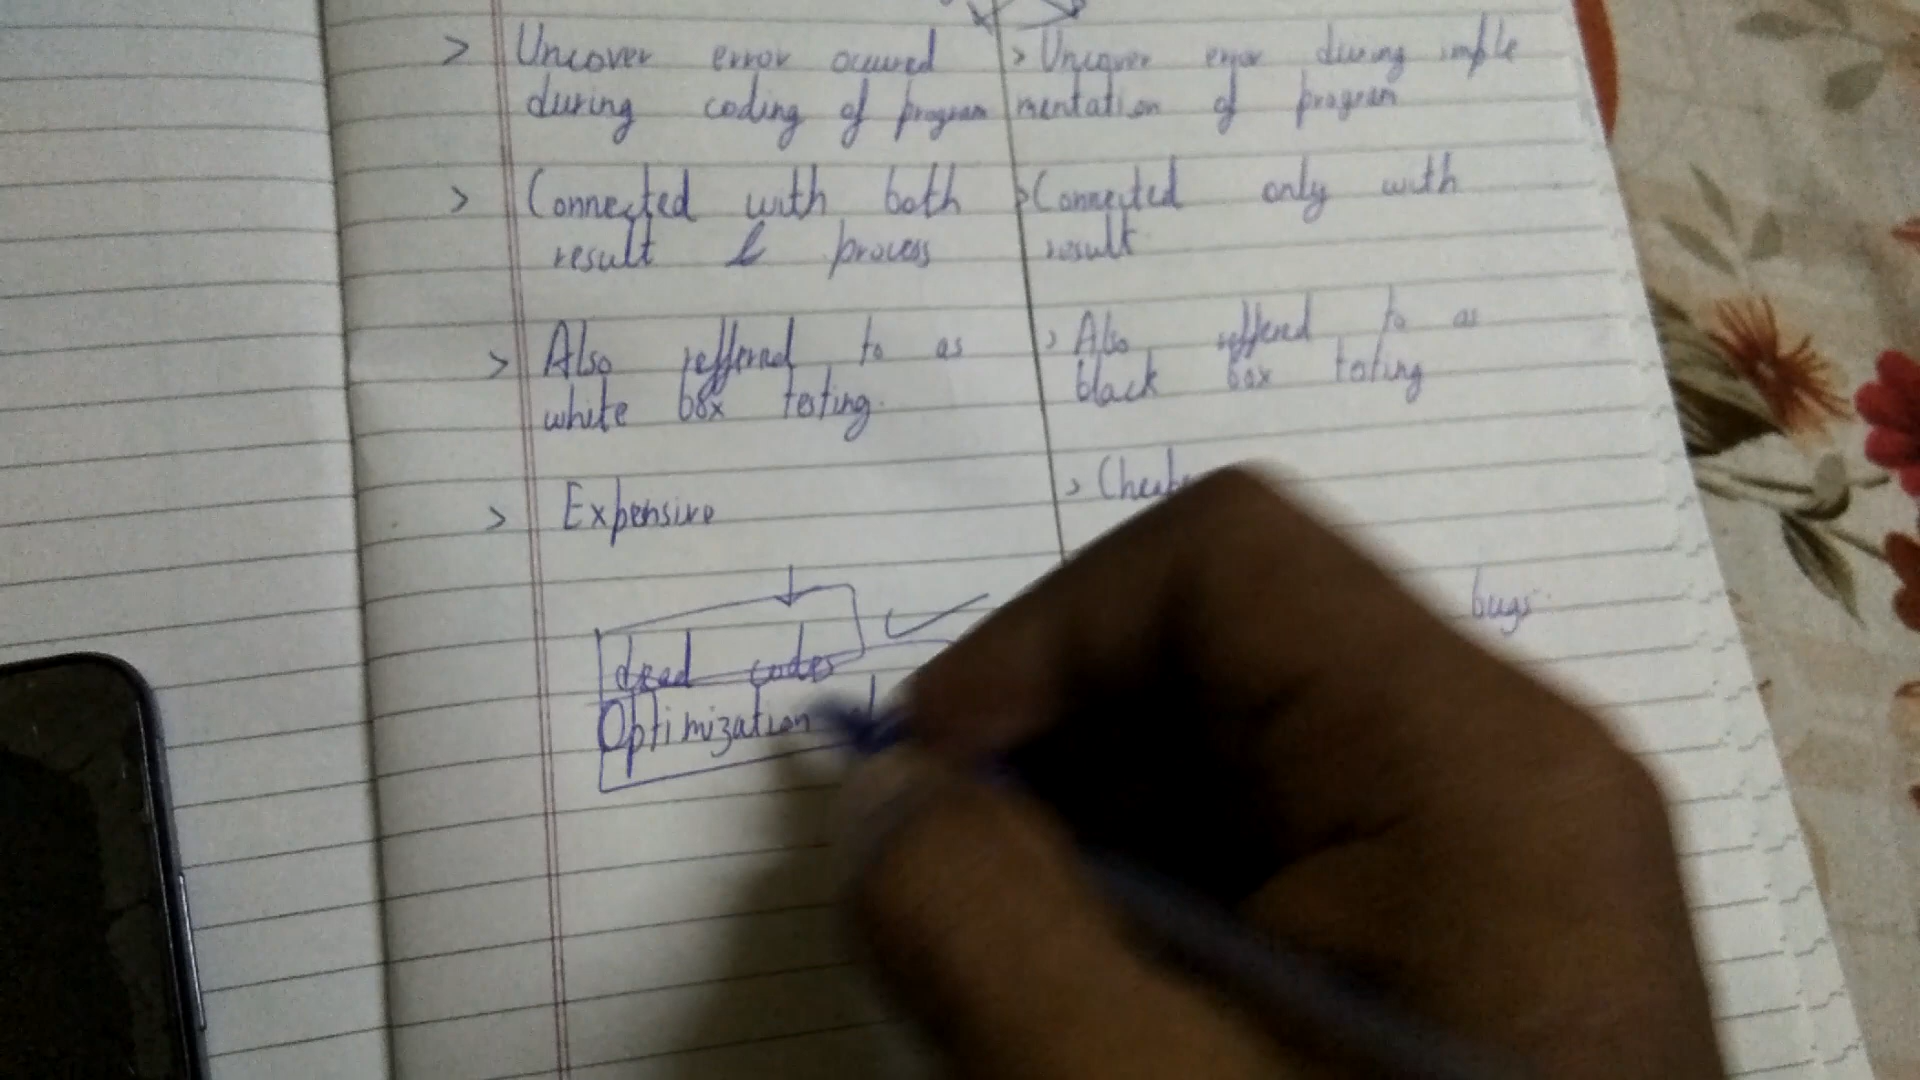 > Uncover error occured
during coding of program
> Connected with both
result & process
> Also reffered to as
white box testing.
> Expensive
dead codes
Optimization
> Uncover error during imple
mentation of program
> Connected only with
result.
> Also reffered to as
black box testing
>
bugs.